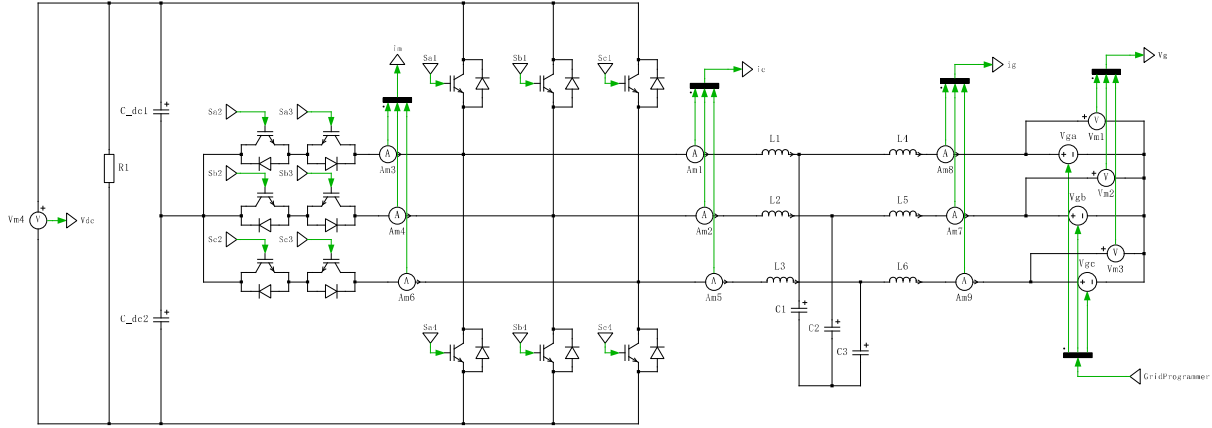 im
Sa1
Sb1
Sc1
ic
ig
Vg
C_dc1
Sa2
Sa3
V
Vm1
Vga
L1
L4
A
Am3
A
Am1
A
Am8
R1
Sb2
Sb3
V
Vm2
Vgb
Vm4
V
Vdc
L2
L5
A
Am4
A
Am2
A
Am7
Sc2
Sc3
V
Vm3
Vgc
L3
L6
A
Am6
A
Am5
A
Am9
C_dc2
Sa4
Sb4
Sc4
C1
C2
C3
GridProgrammer